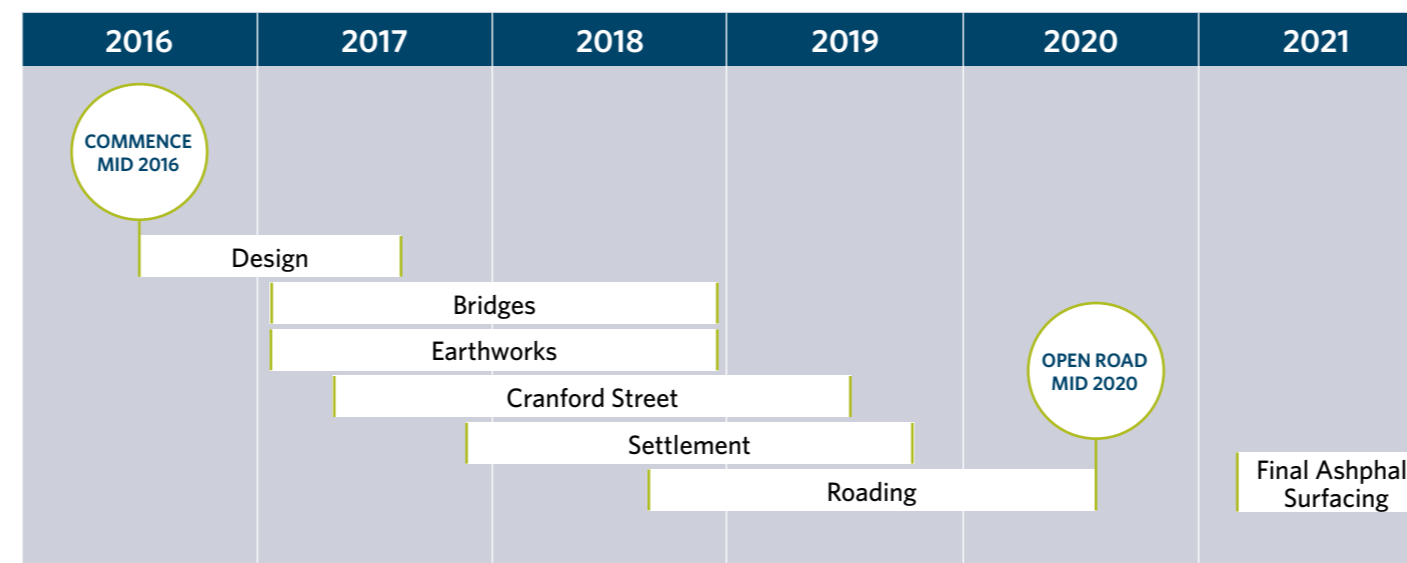 2016 2017 2018 2019 2020 2021
COMMENCE
MID 2016
Design
Bridges
Earthworks
OPEN ROAD
MID 2020
Cranford Street
Settlement
Roading
Final Ashphal
Surfacing